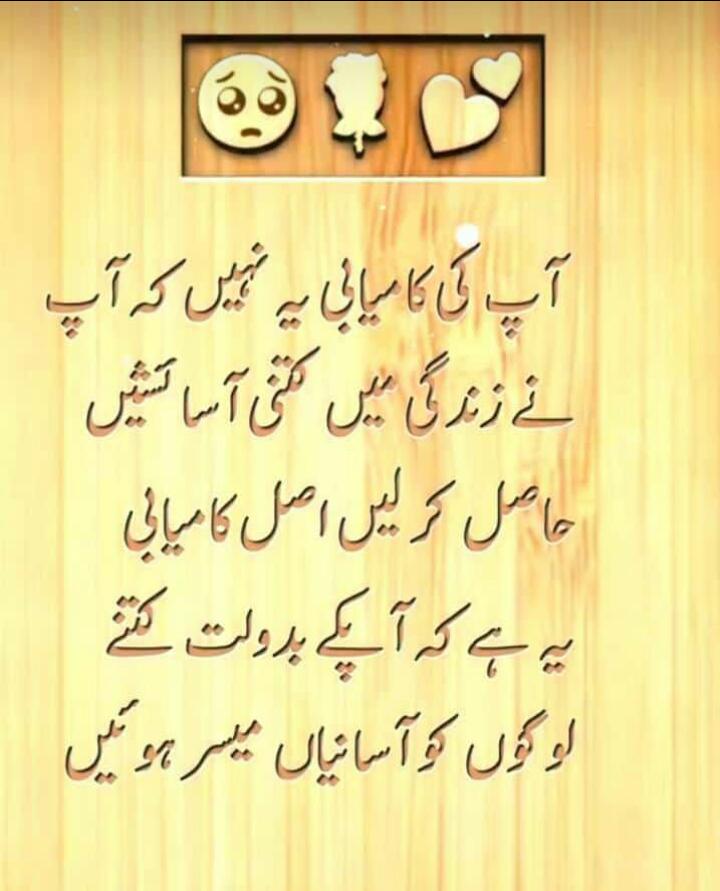 آپ کی کامیابی یہ نہیں کہ آپ
نے زندگی میں کتنی آسائشیں
حاصل کر لیں اصل کامیابی
یہ ہے کہ آپکے بدولت کتنے
لوگوں کو آسانیاں میسر ہوئیں